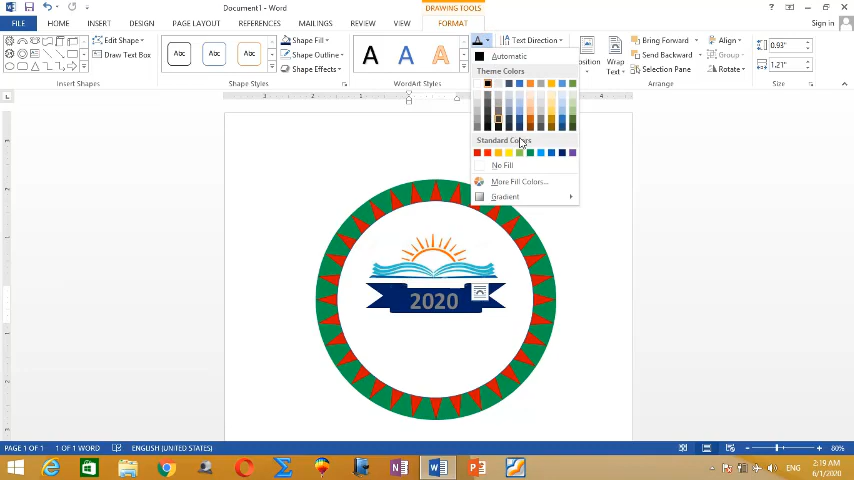 Document1 - Word
DRAWING TOOLS
Sign in
FILE HOME INSERT DESIGN PAGE LAYOUT REFERENCES MAILINGS REVIEW VIEW FORMAT
Edit Shape
Draw Text Box
Insert Shapes
Abc Abc Abc
Shape Fill
Shape Outline
Shape Effects
Shape Styles
A A A
WordArt Styles
A
Text Direction
Position
Wrap
Text
Bring Forward
Send Backward
Selection Pane
Align
Group
Rotate
Arrange
0.93"
1.21"
Size
Automatic
Theme Colors
Standard Colors
No Fill
More Fill Colors...
Gradient
2020
PAGE 1 OF 1 1 OF 1 WORD ENGLISH (UNITED STATES)
80%
ENG
2:19 AM
6/1/2020